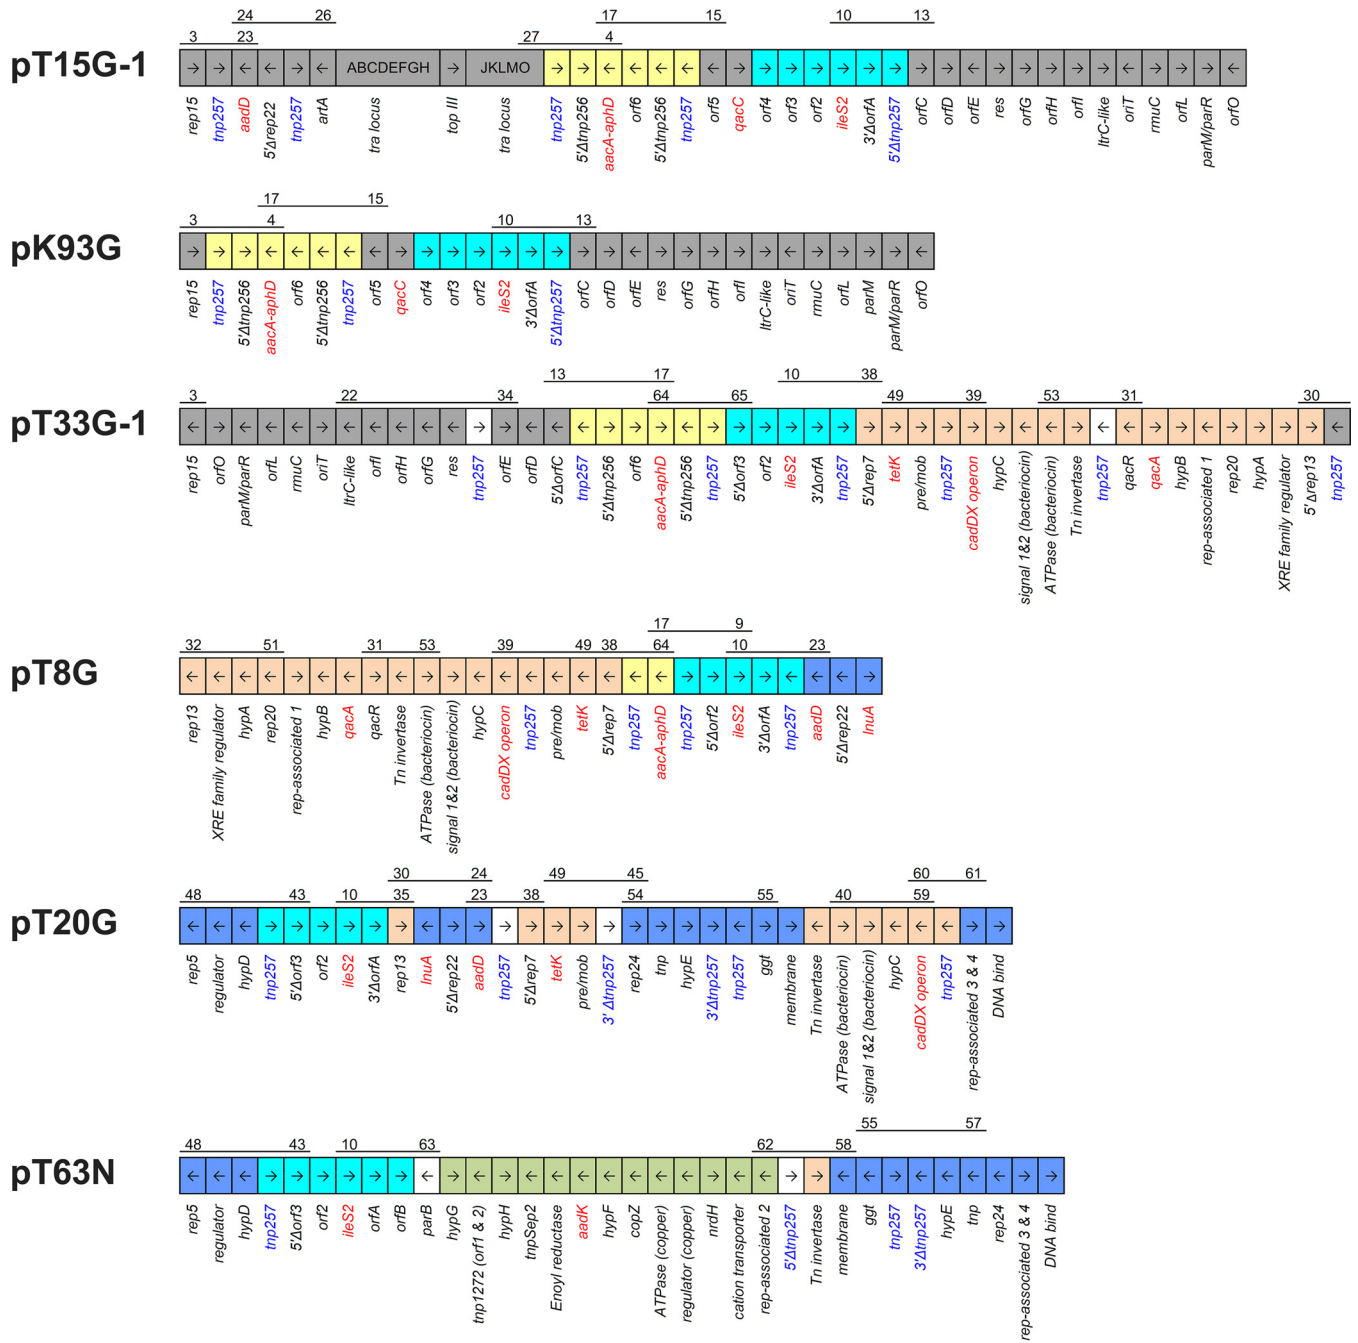 24 26 17 15 10 13
3 23 27 4
pT15G-1
→ → ← ← → ← ABCDEFGH → JKLMO → → ← ← ← ← ← → → → → → → → ← → → → → → → → → → → → ← 
rep15 tnp257 aadD 5'Δrep22 tnp257 artA tra locus top III tra locus tnp257 5'Δtnp256 aacA-aphD orf6 5'Δtnp256 tnp257 orf5 qacC orf4 orf3 orf2 ileS2 3'ΔorfA 5'Δtnp257 orfC orfD orfE res orfG orfH orfI ltrC-like oriT rmuC orfL parM/parR orfO
17 15
3 4 10 13
pK93G
rep15 tnp257 5'Δtnp256 aacA-aphD orf6 5'Δtnp256 tnp257 orf5 qacC orf4 orf3 orf2 ileS2 3'ΔorfA 5'Δtnp257 orfC orfD orfE res orfG orfH orfI ltrC-like oriT rmuC orfL parM parM/parR orfO
13 17 10 38
3 22 34 64 65 49 39 53 31 30
pT33G-1
rep15 orfO parM/parR orfL rmuC oriT ltrC-like orfI orfH orfG res tnp257 orfE orfD 5'ΔorfC tnp257 5'Δtnp256 orf6 aacA-aphD 5'Δtnp256 tnp257 5'Δorf3 orf2 ileS2 3'ΔorfA tnp257 5'Δrep7 tetK pre/mob tnp257 cadDX operon hypC signal 1&2 (bacteriocin) ATPase (bacteriocin) Tn invertase tnp257 qacR qacA hypB rep-associated 1 rep20 hypA XRE family regulator 5'Δrep13 tnp257
17 9
32 51 31 53 39 49 38 64 10 23
pT8G
rep13 XRE family regulator hypA rep20 rep-associated 1 hypB qacA qacR Tn invertase ATPase (bacteriocin) signal 1&2 (bacteriocin) hypC cadDX operon tnp257 pre/mob tetK 5'Δrep7 tnp257 aacA-aphD tnp257 5'Δorf2 ileS2 3'ΔorfA tnp257 aadD 5'Δrep22 lnuA
30 24 49 45 60 61
48 43 10 35 23 38 54 55 40 59
pT20G
rep5 regulator hypD tnp257 5'Δorf3 orf2 ileS2 3'ΔorfA rep13 lnuA 5'Δrep22 aadD tnp257 5'Δrep7 tetK pre/mob 3' Δtnp257 rep24 tnp hypE 3'Δtnp257 tnp257 ggt membrane Tn invertase ATPase (bacteriocin) signal 1&2 (bacteriocin) hypC cadDX operon tnp257 rep-associated 3 & 4 DNA bind
55 57
48 43 10 63 62 58
pT63N
rep5 regulator hypD tnp257 5'Δorf3 orf2 ileS2 orfA orfB parB hypG tnp1272 (orf1 & 2) hypH tnpSep2 Enoyl reductase aadK hypF copZ ATPase (copper) regulator (copper) nrdH cation transporter rep-associated 2 5'Δtnp257 Tn invertase membrane ggt tnp257 3'Δtnp257 hypE tnp rep24 rep-associated 3 & 4 DNA bind